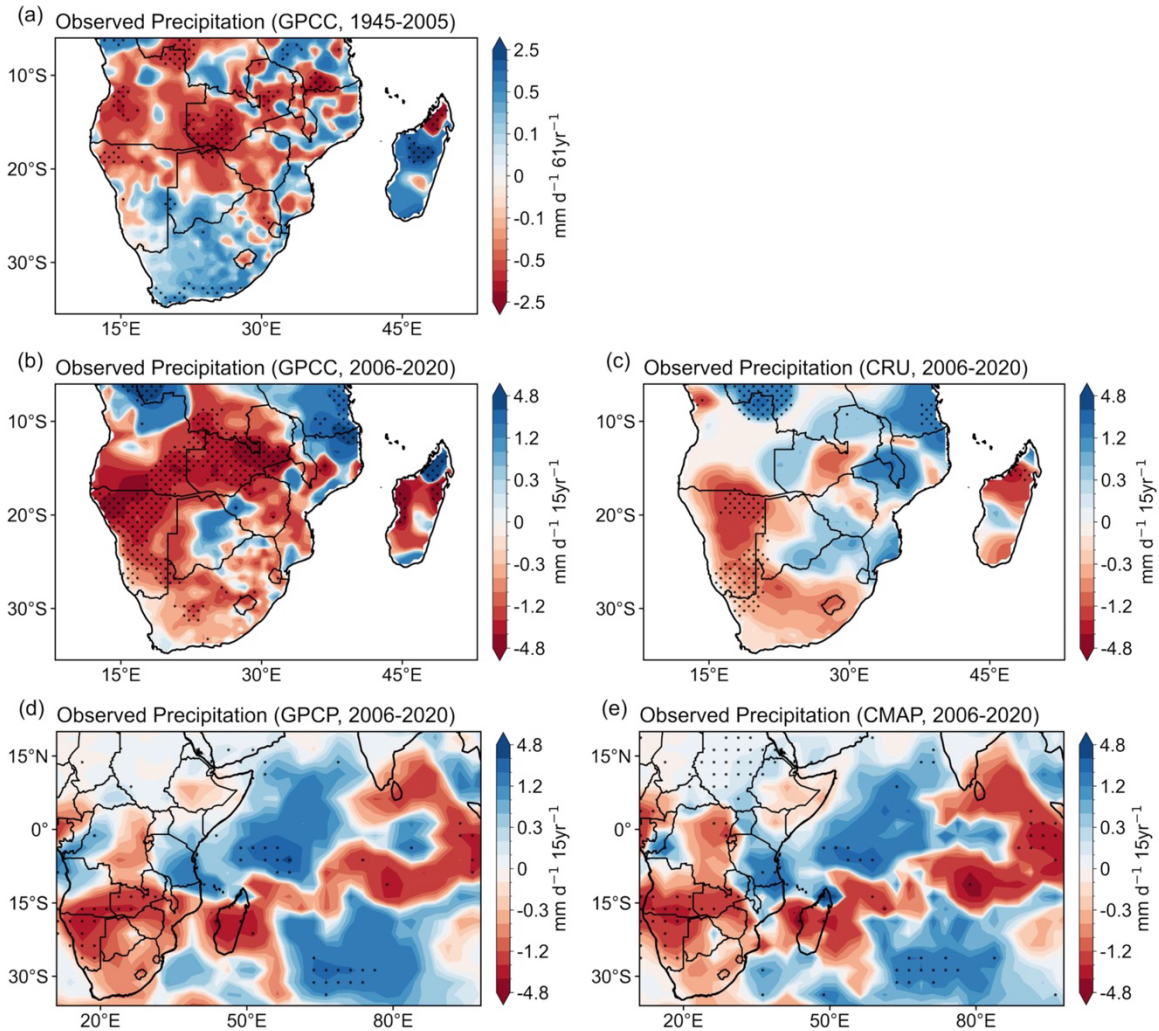 (a) Observed Precipitation (GPCC, 1945-2005)
10°S
20°S
30°S
15°E 30°E 45°E
2.5
0.5
0.1
0
-0.1
-0.5
-2.5
mm d⁻¹ 61yr⁻¹
(b) Observed Precipitation (GPCC, 2006-2020)
10°S
20°S
30°S
15°E 30°E 45°E
4.8
1.2
0.3
0
-0.3
-1.2
-4.8
mm d⁻¹ 15yr⁻¹
(c) Observed Precipitation (CRU, 2006-2020)
10°S
20°S
30°S
15°E 30°E 45°E
4.8
1.2
0.3
0
-0.3
-1.2
-4.8
mm d⁻¹ 15yr⁻¹
(d) Observed Precipitation (GPCP, 2006-2020)
15°N
0°
15°S
30°S
20°E 50°E 80°E
4.8
1.2
0.3
0
-0.3
-1.2
-4.8
mm d⁻¹ 15yr⁻¹
(e) Observed Precipitation (CMAP, 2006-2020)
15°N
0°
15°S
30°S
20°E 50°E 80°E
4.8
1.2
0.3
0
-0.3
-1.2
-4.8
mm d⁻¹ 15yr⁻¹